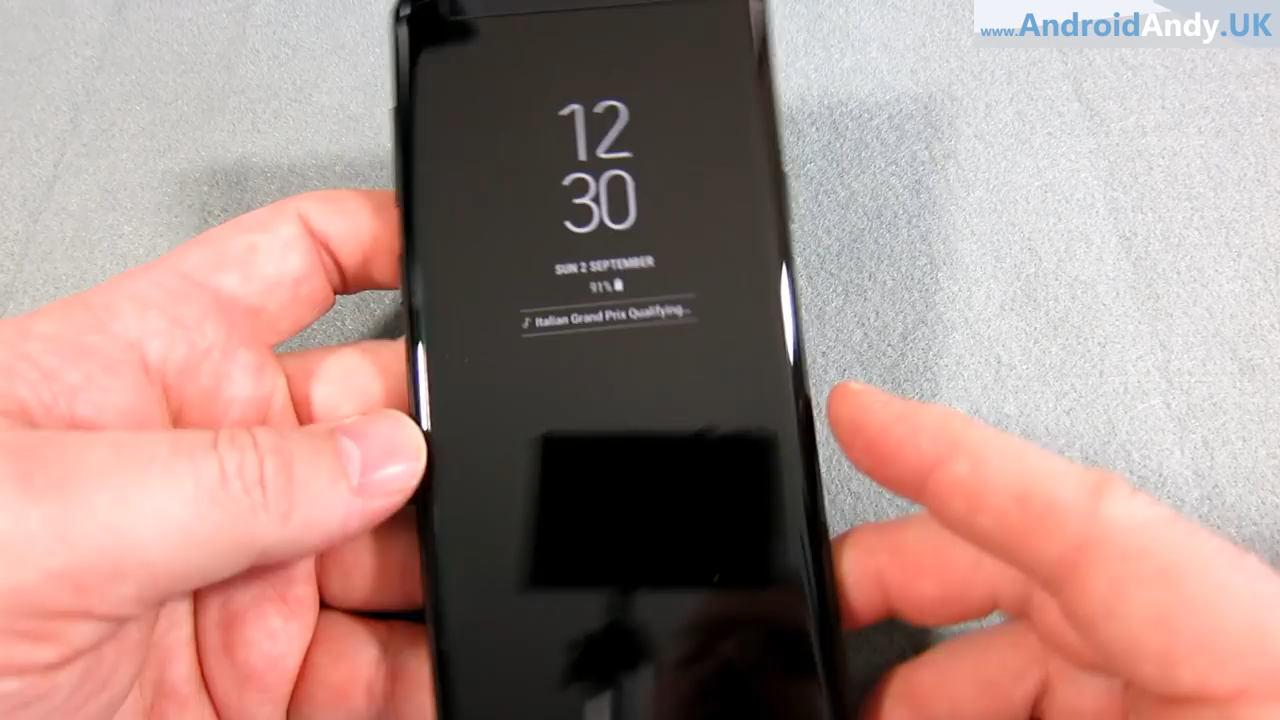 www.AndroidAndy.UK
12
30
SUN 2 SEPTEMBER
91%
Italian Grand Prix Qualifying...